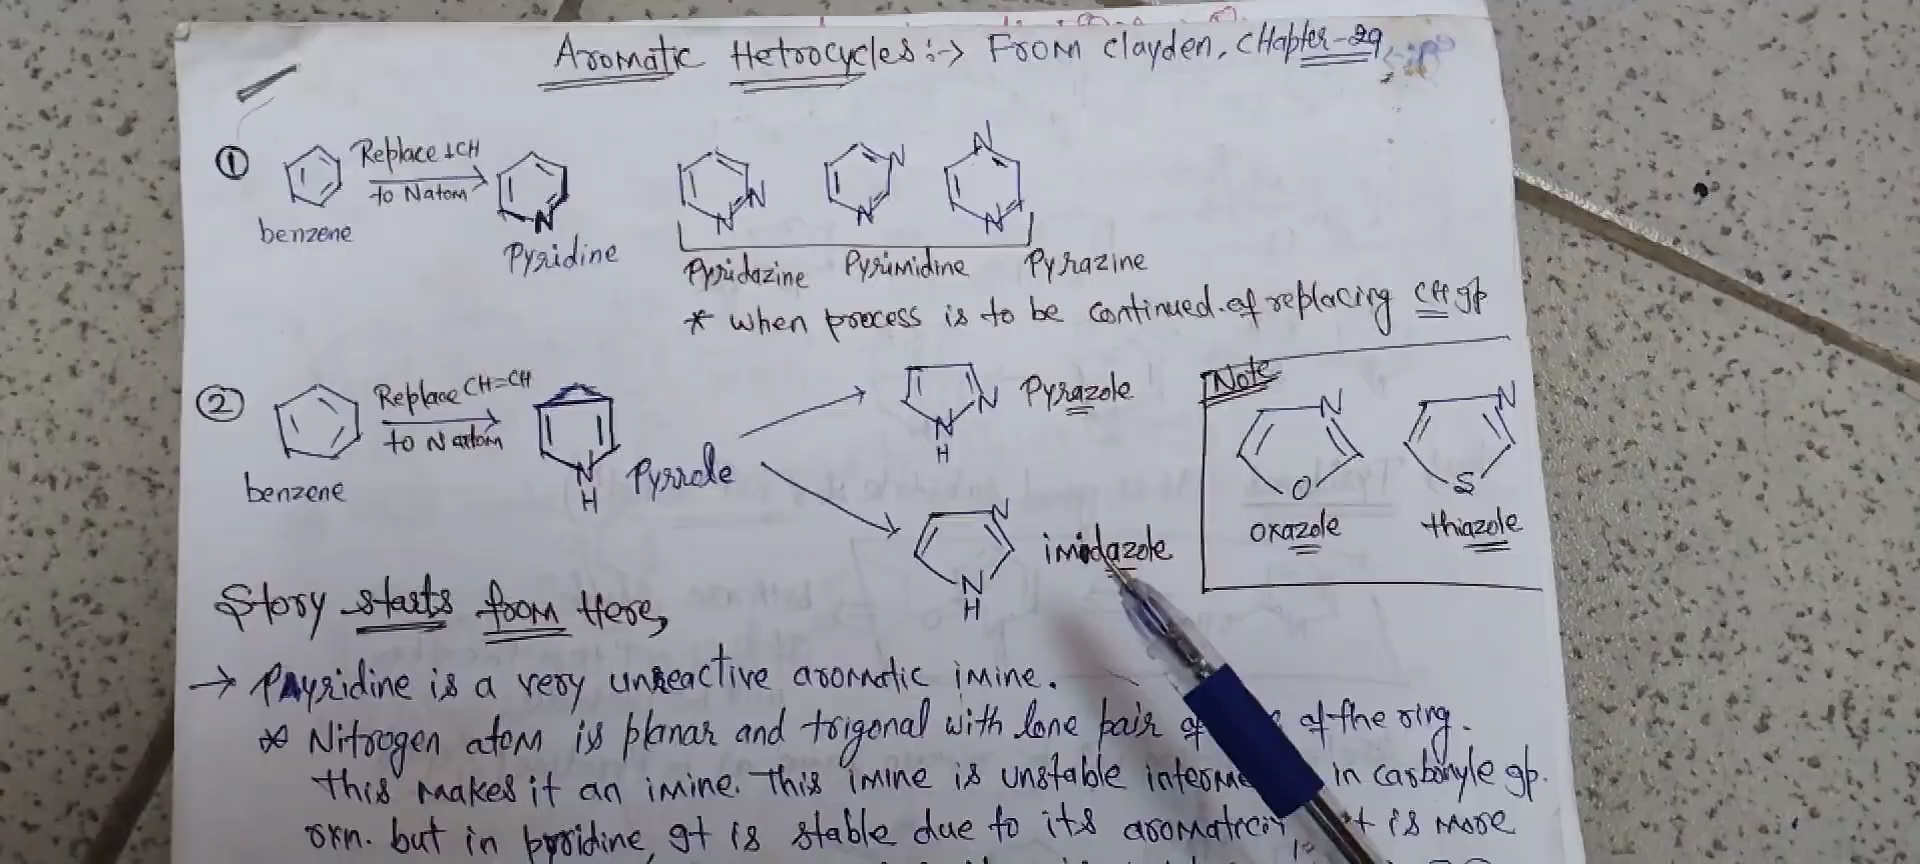 Aromatic Hetrocycles :→ From Clayden, CHapter-29
① Replace 1CH
to N atom
benzene
Pyridine
N
N N
N N
N N
Pyridazine Pyrimidine Pyrazine
* when process is to be continued of replacing CH gp
② Replace CH=CH
to N atom
benzene
N
H
Pyrrole
N
N
H
Pyrazole
N
N
H
imidazole
Note
N
O
oxazole
N
S
thiazole
Story starts from Here,
→ Pyridine is a very unreactive aromatic imine.
* Nitrogen atom is planar and trigonal with lone pair of the ring.
this makes it an imine. This imine is unstable in carbonyle gp.
orn. but in pyridine, It is stable due to its is more